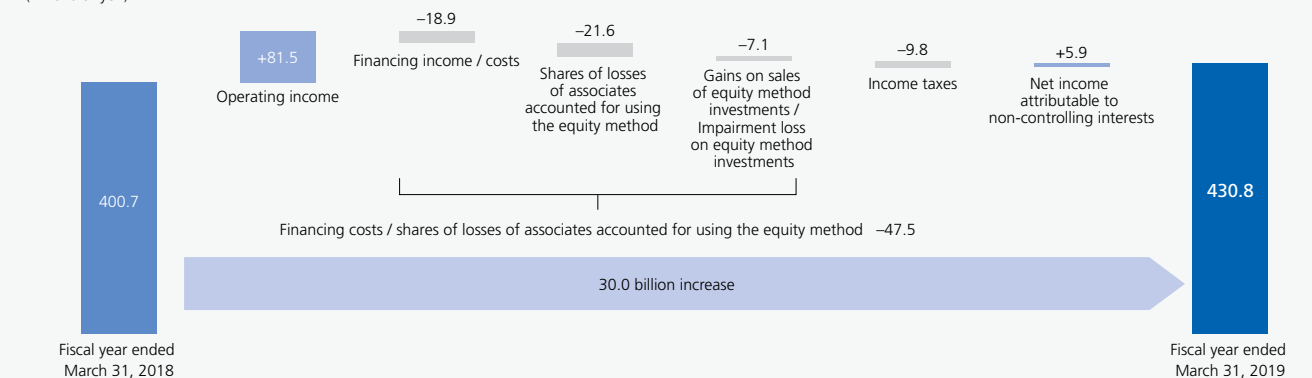 +81.5
Operating income
–18.9
Financing income / costs
–21.6
Shares of losses
of associates
accounted for using
the equity method
–7.1
Gains on sales
of equity method
investments /
Impairment loss
on equity method
investments
–9.8
Income taxes
+5.9
Net income
attributable to
non-controlling interests
400.7
430.8
Financing costs / shares of losses of associates accounted for using the equity method –47.5
30.0 billion increase
Fiscal year ended
March 31, 2018
Fiscal year ended
March 31, 2019